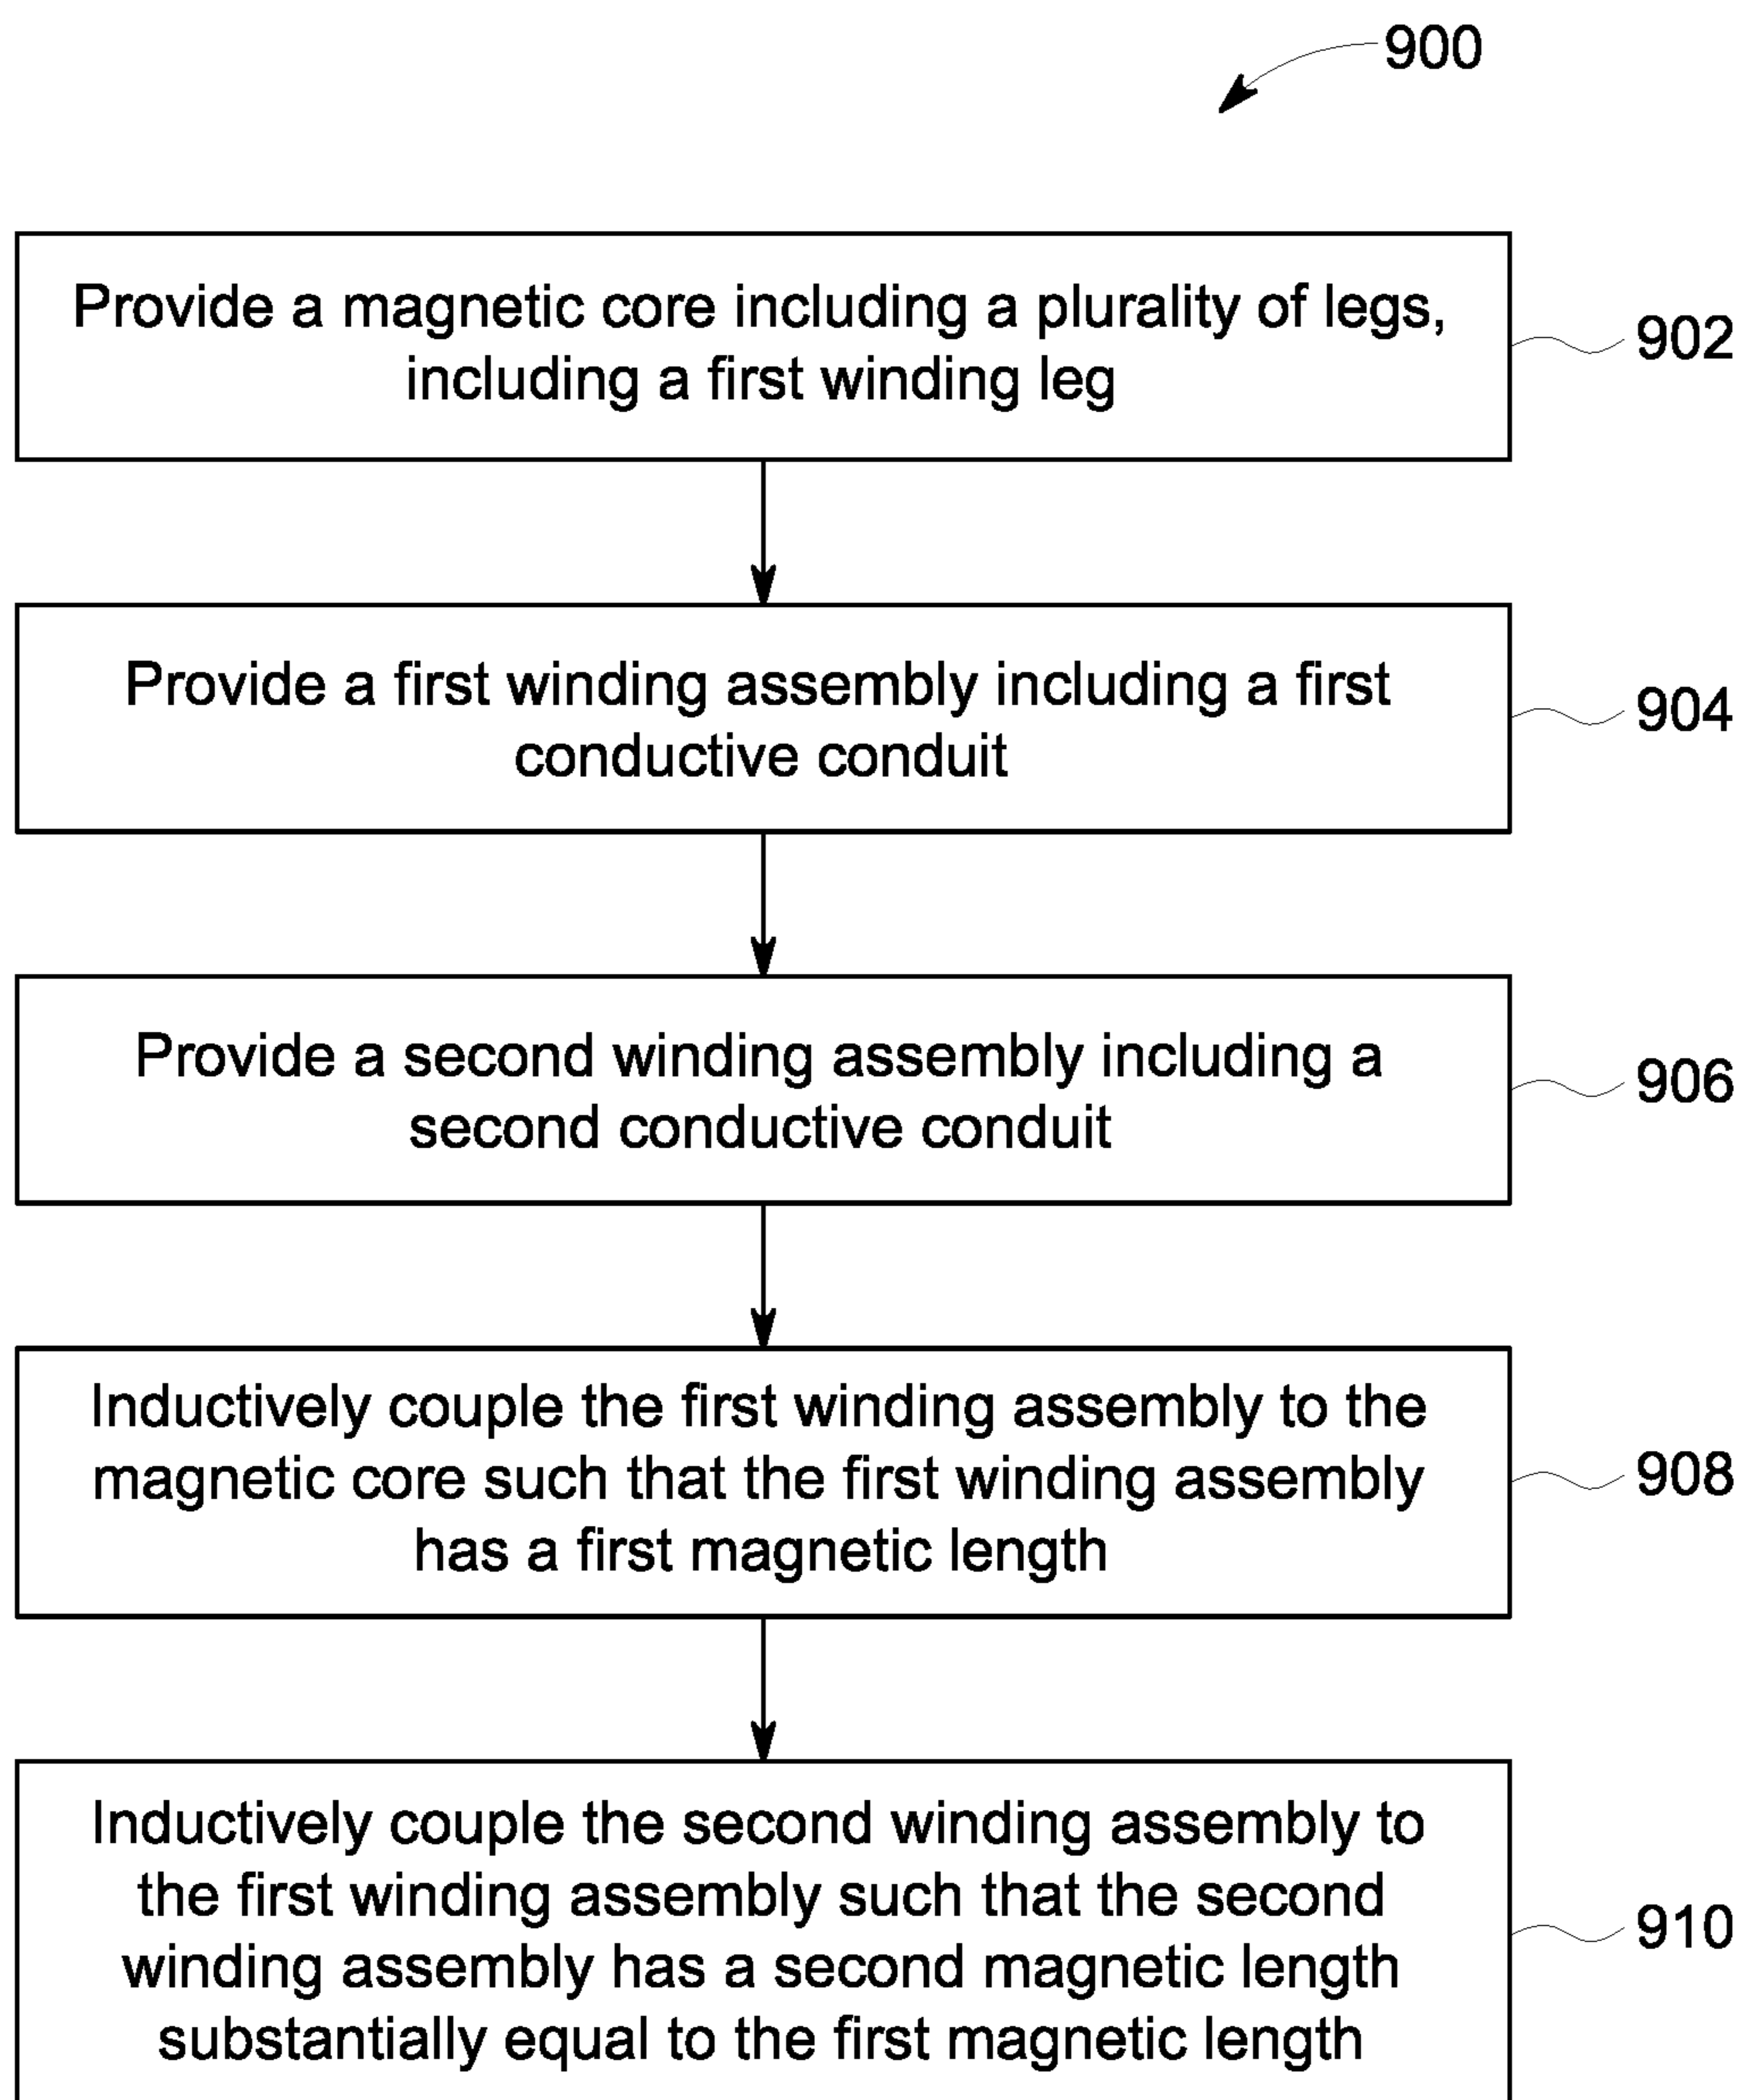 900
Provide a magnetic core including a plurality of legs,
including a first winding leg
902
Provide a first winding assembly including a first
conductive conduit
904
Provide a second winding assembly including a
second conductive conduit
906
Inductively couple the first winding assembly to the
magnetic core such that the first winding assembly
has a first magnetic length
908
Inductively couple the second winding assembly to
the first winding assembly such that the second
winding assembly has a second magnetic length
substantially equal to the first magnetic length
910